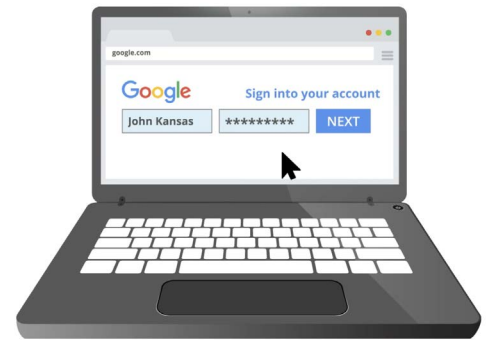 google.com
Google
Sign into your account
John Kansas
*********
NEXT